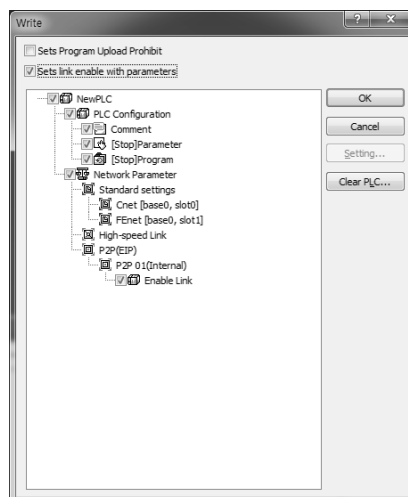 Write
Sets Program Upload Prohibit
Sets link enable with parameters
NewPLC
PLC Configuration
Comment
[Stop]Parameter
[Stop]Program
Network Parameter
Standard settings
Cnet [base0, slot0]
FEnet [base0, slot1]
High-speed Link
P2P(EIP)
P2P 01(Internal)
Enable Link
OK
Cancel
Setting...
Clear PLC...